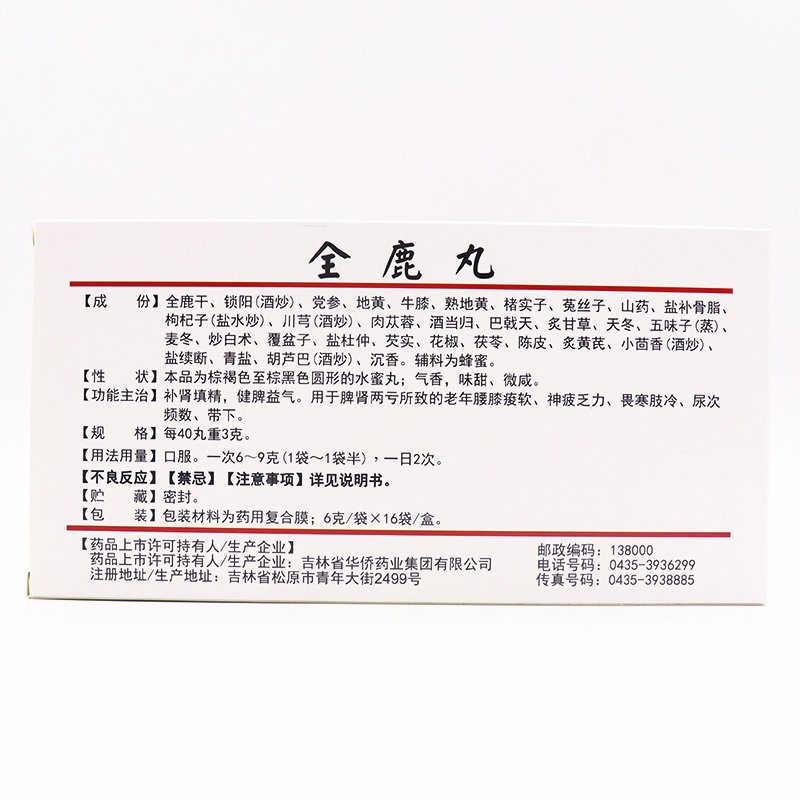 全鹿丸
【成　份】全鹿干、锁阳(酒炒)、党参、地黄、牛膝、熟地黄、楮实子、菟丝子、山药、盐补骨脂、
枸杞子(盐水炒)、川芎(酒炒)、肉苁蓉、酒当归、巴戟天、炙甘草、天冬、五味子(蒸)、
麦冬、炒白术、覆盆子、盐杜仲、芡实、花椒、茯苓、陈皮、炙黄芪、小茴香(酒炒)、
盐续断、青盐、胡芦巴(酒炒)、沉香。辅料为蜂蜜。
【性　状】本品为棕褐色至棕黑色圆形的水蜜丸；气香，味甜、微咸。
【功能主治】补肾填精，健脾益气。用于脾肾两亏所致的老年腰膝痠软、神疲乏力、畏寒肢冷、尿次
频数、带下。
【规　格】每40丸重3克。
【用法用量】口服。一次6～9克(1袋～1袋半)，一日2次。
【不良反应】【禁忌】【注意事项】详见说明书。
【贮　藏】密封。
【包　装】包装材料为药用复合膜；6克/袋×16袋/盒。
【药品上市许可持有人/生产企业】
药品上市许可持有人/生产企业：吉林省华侨药业集团有限公司
注册地址/生产地址：吉林省松原市青年大街2499号
邮政编码：138000
电话号码：0435-3936299
传真号码：0435-3938885